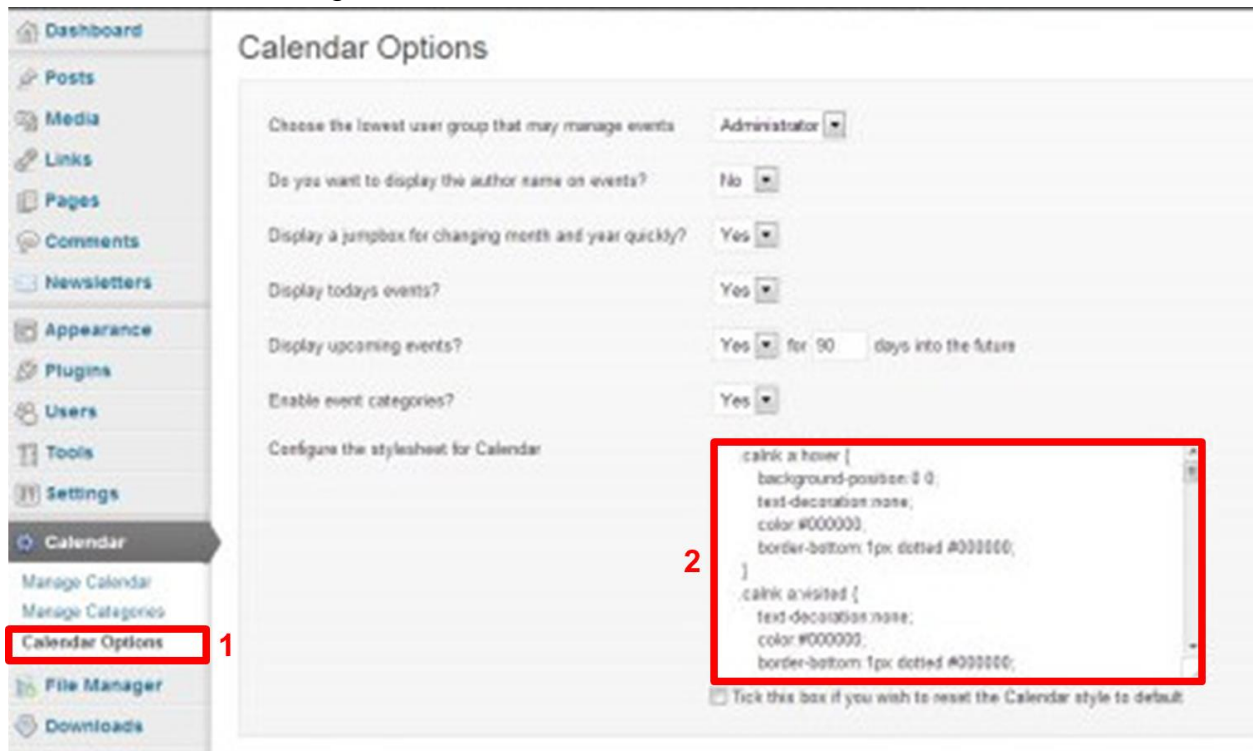 Dashboard
Posts
Media
Links
Pages
Comments
Newsletters
Appearance
Plugins
Users
Tools
Settings
Calendar
Manage Calendar
Manage Categories
Calendar Options
1
File Manager
Downloads
Calendar Options
Choose the lowest user group that may manage events Administrator
Do you want to display the author name on events? No
Display a jumpbox for changing month and year quickly? Yes
Display todays events? Yes
Display upcoming events? Yes for 90 days into the future
Enable event categories? Yes
Configure the stylesheet for Calendar
2
.calnk a:hover {
background-position:0 0;
text-decoration:none;
color:#000000;
border-bottom:1px dotted #000000;
}
.calnk a:visited {
text-decoration:none;
color:#000000;
border-bottom:1px dotted #000000;
Tick this box if you wish to reset the Calendar style to default